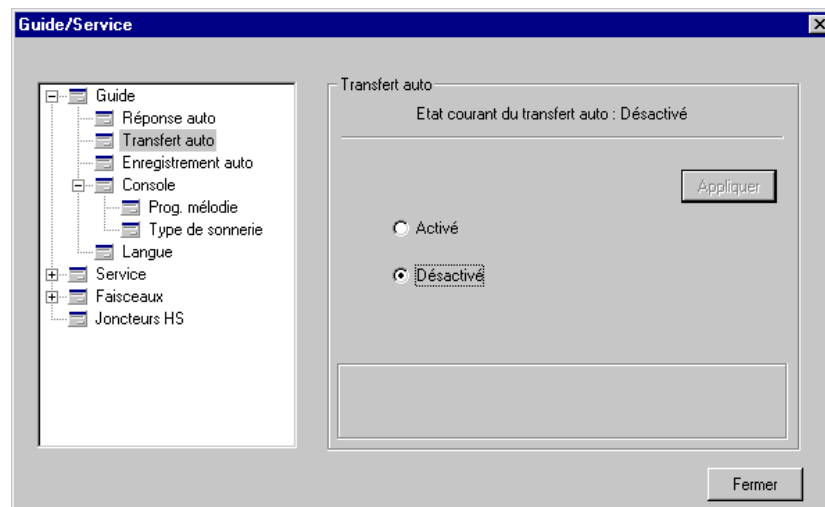 Guide/Service
Guide
Réponse auto
Transfert auto
Enregistrement auto
Console
Prog. mélodie
Type de sonnerie
Langue
Service
Faisceaux
Joncteurs HS
Transfert auto
Etat courant du transfert auto : Désactivé
Appliquer
Activé
Désactivé
Fermer